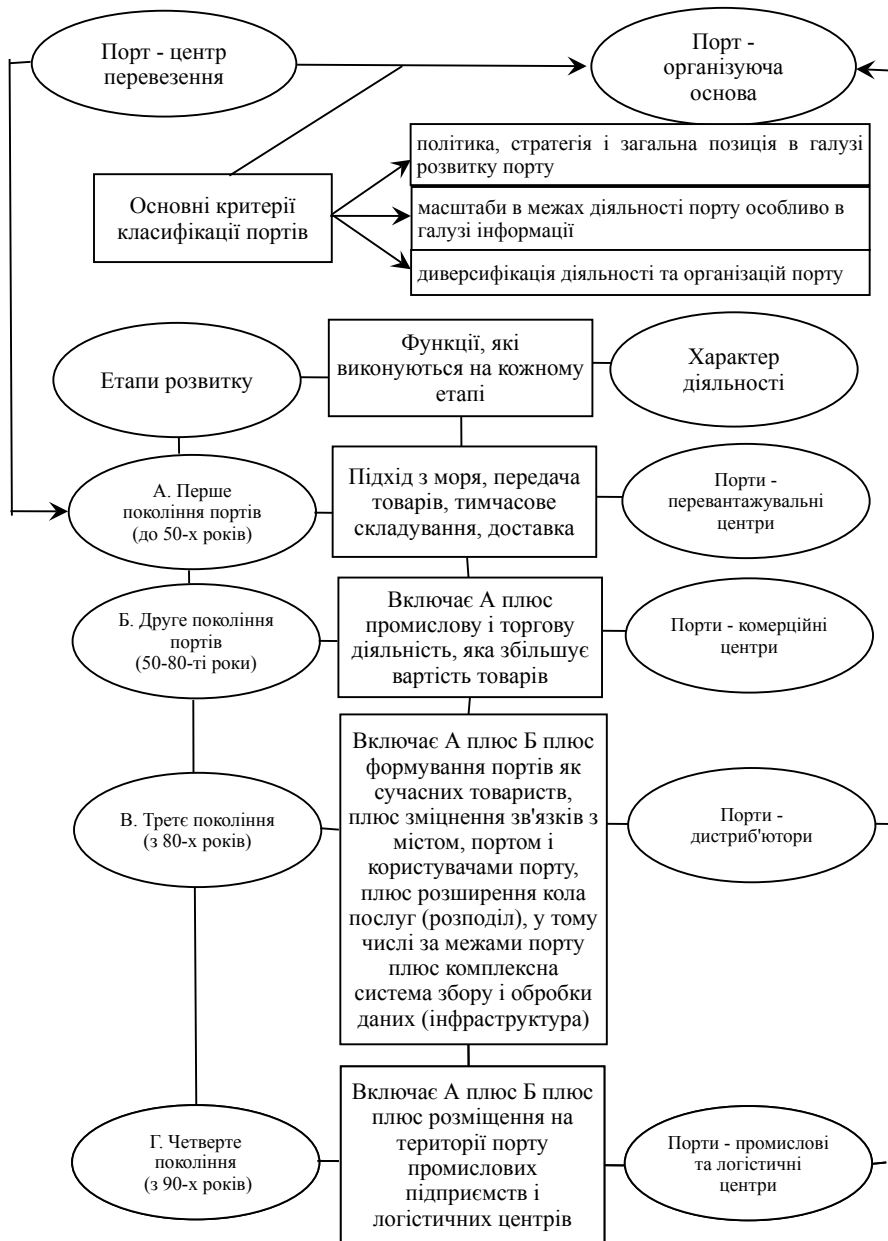 Порт - центр
перевезення
Порт -
організуюча
основа
політика, стратегія і загальна позиція в галузі
розвитку порту
Основні критерії
класифікації портів
масштаби в межах діяльності порту особливо в
галузі інформації
диверсифікація діяльності та організацій порту
Етапи розвитку
Функції, які
виконуються на кожному
етапі
Характер
діяльності
А. Перше
покоління портів
(до 50-х років)
Підхід з моря, передача
товарів, тимчасове
складування, доставка
Порти -
перевантажувальні
центри
Б. Друге покоління
портів
(50-80-ті роки)
Включає А плюс
промислову і торгову
діяльність, яка збільшує
вартість товарів
Порти - комерційні
центри
В. Третє покоління
(з 80-х років)
Включає А плюс Б плюс
формування портів як
сучасних товариств,
плюс зміцнення зв'язків з
містом, портом і
користувачами порту,
плюс розширення кола
послуг (розподіл), у тому
числі за межами порту
плюс комплексна
система збору і обробки
даних (інфраструктура)
Порти -
дистриб'ютори
Г. Четверте
покоління
(з 90-х років)
Включає А плюс Б плюс
плюс розміщення на
території порту
промислових
підприємств і
логістичних центрів
Порти - промислові
та логістичні
центри